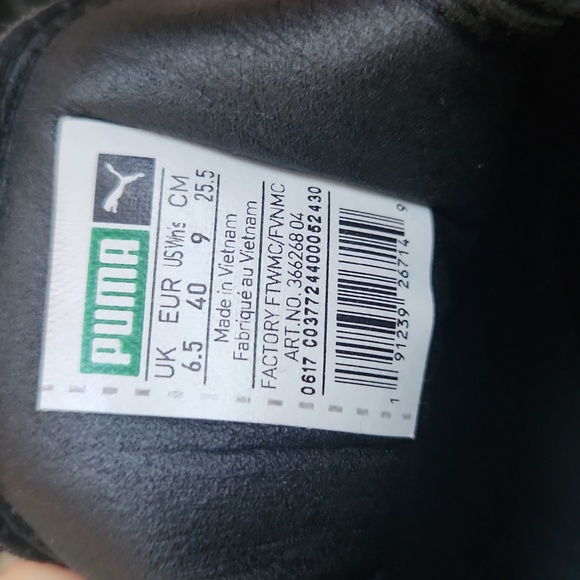 PUMA
UK EUR US Wn's CM
6.5 40 9 25.5
Made in Vietnam
Fabriqué au Vietnam
FACTORY FTWMC/FVNMC
ART.NO. 366268 04
0617 C037724400052430
1 91239 26714 9